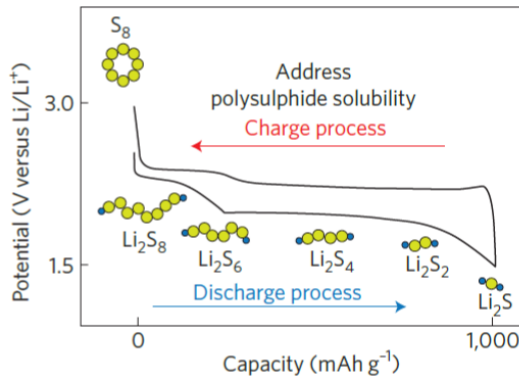 S8
Address
polysulphide solubility
Charge process
3.0
Potential (V versus Li/Li⁺)
Li2S8
Li2S6
Li2S4
Li2S2
Li2S
1.5
Discharge process
0
1,000
Capacity (mAh g⁻¹)